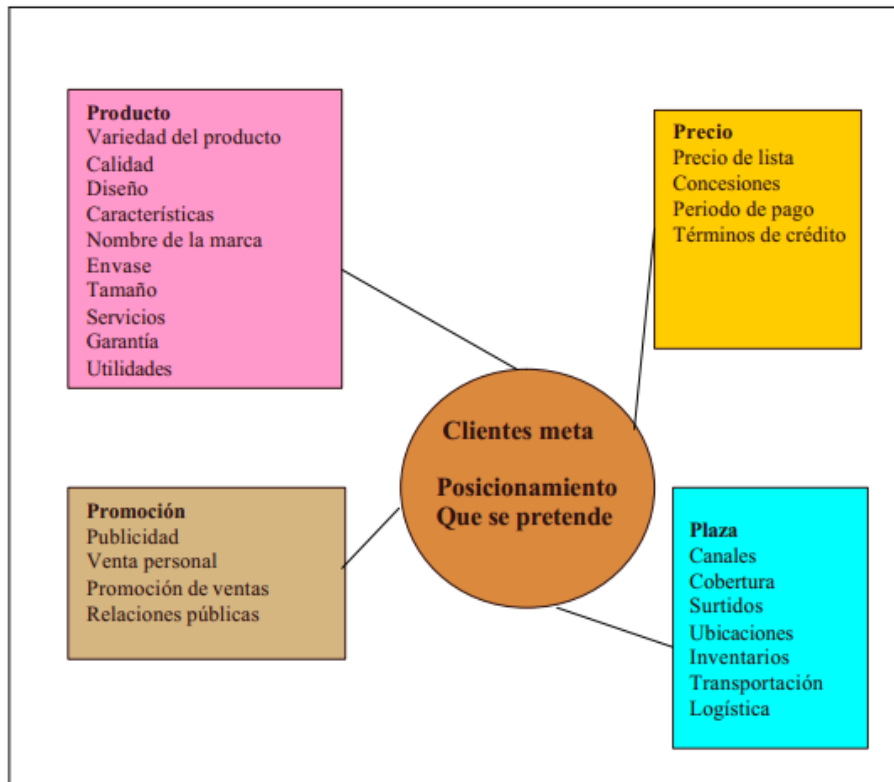 Producto
Variedad del producto
Calidad
Diseño
Características
Nombre de la marca
Envase
Tamaño
Servicios
Garantía
Utilidades
Precio
Precio de lista
Concesiones
Periodo de pago
Términos de crédito
Clientes meta
Posicionamiento
Que se pretende
Promoción
Publicidad
Venta personal
Promoción de ventas
Relaciones públicas
Plaza
Canales
Cobertura
Surtidos
Ubicaciones
Inventarios
Transportación
Logística